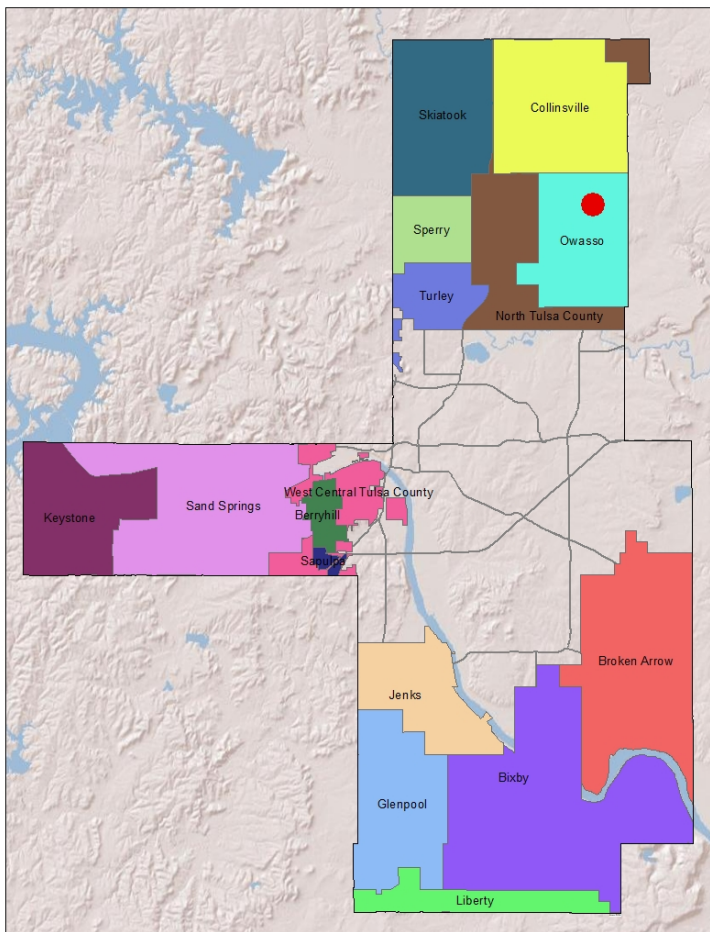 Skiatook
Collinsville
Sperry
Owasso
Turley
North Tulsa County
West Central Tulsa County
Keystone
Sand Springs
Berryhill
Sapulpa
Broken Arrow
Jenks
Bixby
Glenpool
Liberty